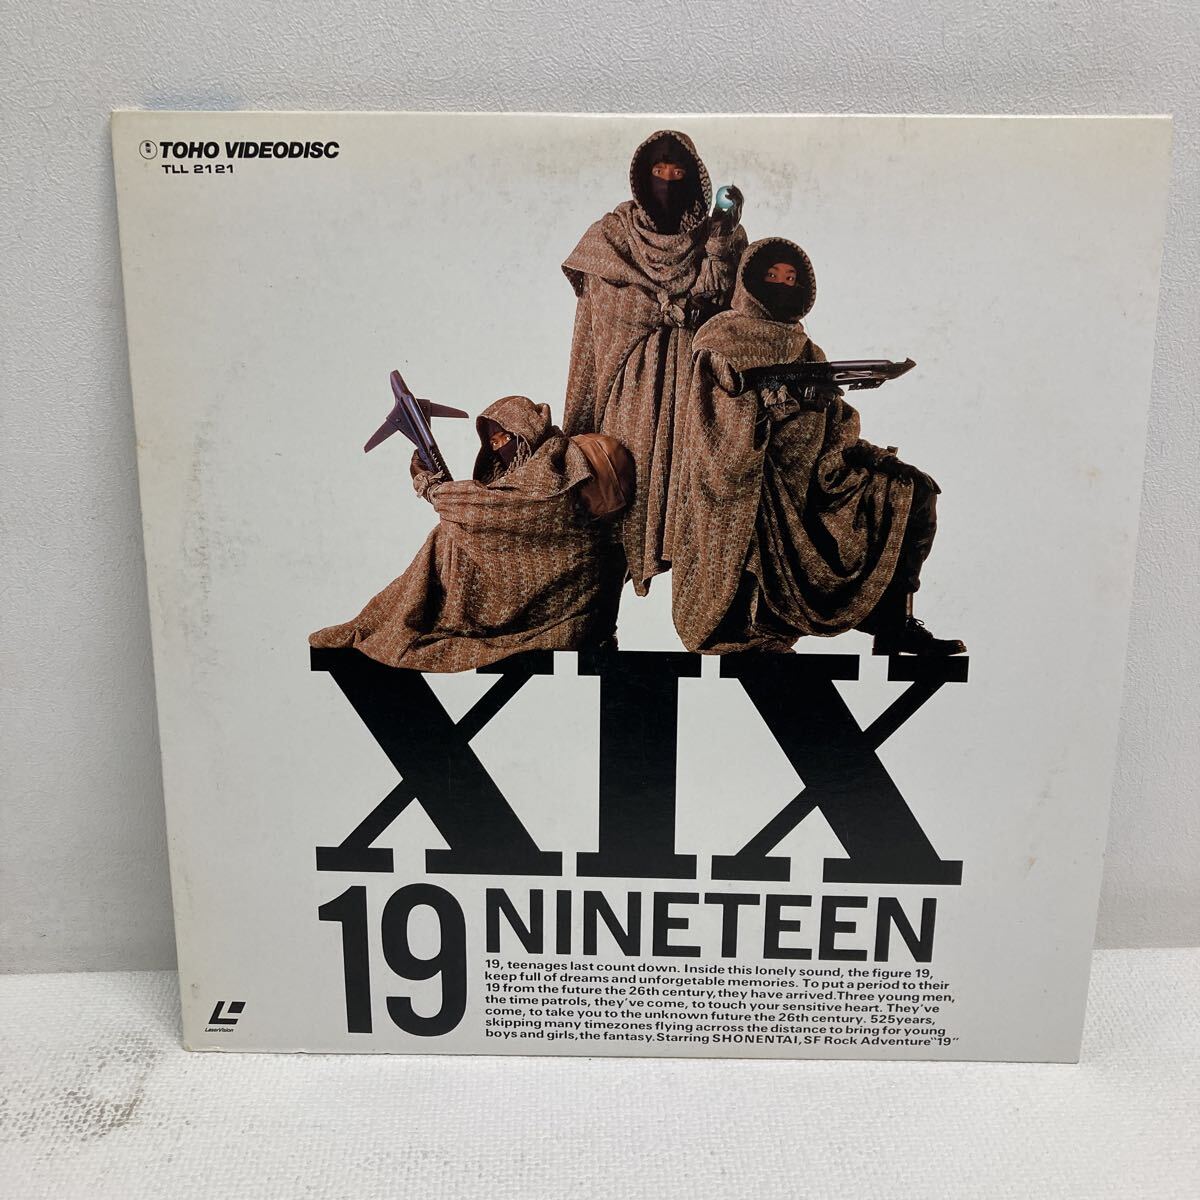 TOHO VIDEODISC
TLL 2121
XIX
19 NINETEEN
19, teenages last count down. Inside this lonely sound, the figure 19,
keep full of dreams and unforgetable memories. To put a period to their
19 from the future the 26th century, they have arrived. Three young men,
the time patrols, they've come, to touch your sensitive heart. They've
come, to take you to the unknown future the 26th century. 525years,
skipping many timezones flying acrross the distance to bring for young
boys and girls, the fantasy. Starring SHONENTAI, SF Rock Adventure "19"
LaserVision